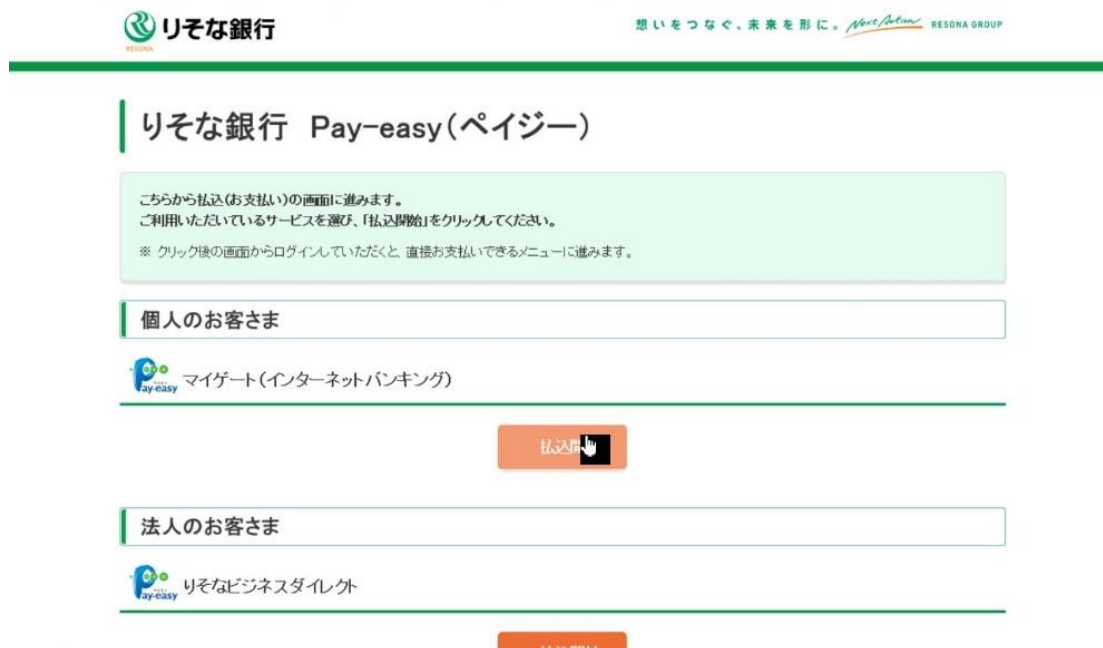 りそな銀行
RESONA
想いをつなぐ、未来を形に。 Next Action RESONA GROUP
りそな銀行 Pay-easy(ペイジー)
こちらから払込(お支払い)の画面に進みます。
ご利用いただいているサービスを選び、「払込開始」をクリックしてください。
※ クリック後の画面からログインしていただくと、直接お支払いできるメニューに進みます。
個人のお客さま
Pay-easy マイゲート(インターネットバンキング)
払込開
法人のお客さま
Pay-easy りそなビジネスダイレクト